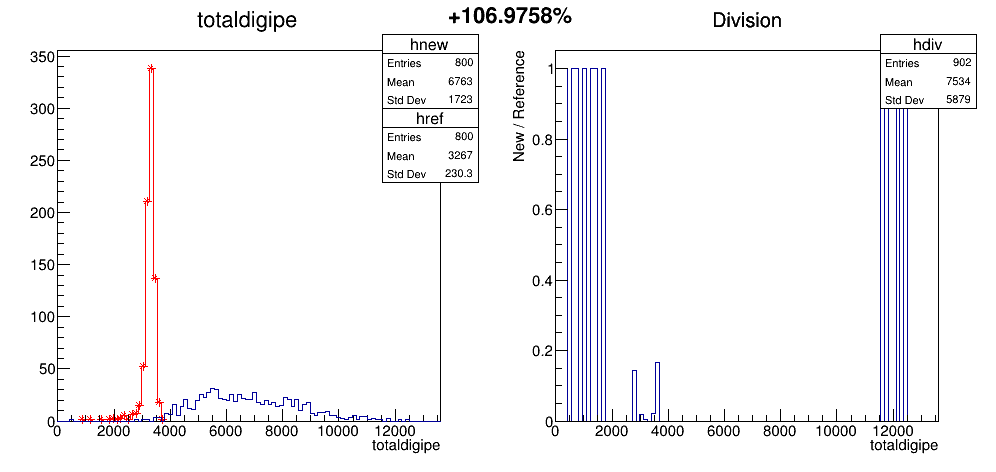 totaldigipe
+106.9758%
Division
hnew
Entries 800
Mean 6763
Std Dev 1723
href
Entries 800
Mean 3267
Std Dev 230.3
350
300
250
200
150
100
50
0
0 2000 4000 6000 8000 10000 12000
totaldigipe
hdiv
Entries 902
Mean 7534
Std Dev 5879
New / Reference
1
0.8
0.6
0.4
0.2
0
0 2000 4000 6000 8000 10000 12000
totaldigipe